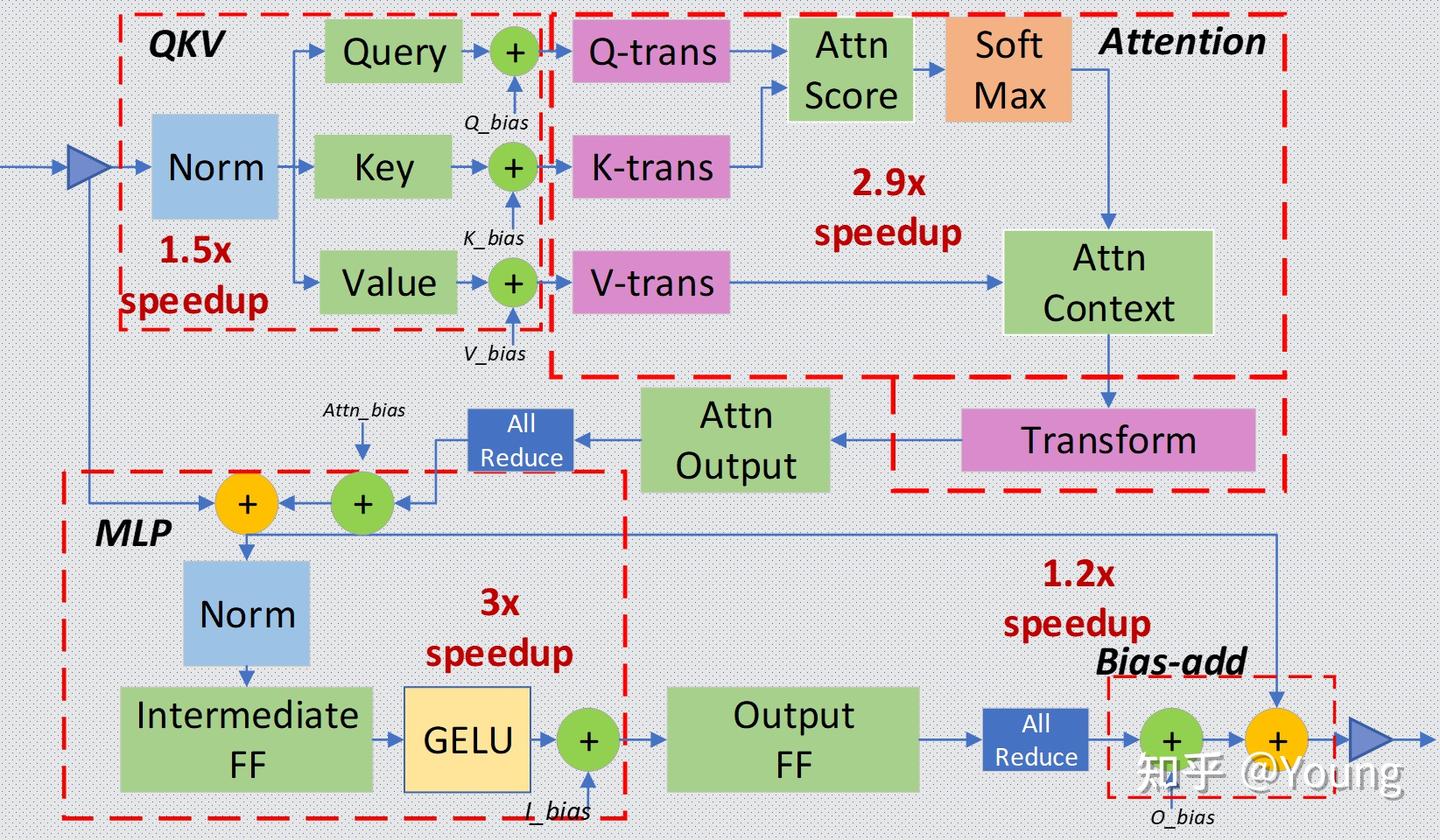 QKV
Query
+
Q_bias
Norm
Key
+
K_bias
1.5x
speedup
Value
+
V_bias
Q-trans
K-trans
V-trans
Attn
Score
Soft
Max
Attention
2.9x
speedup
Attn
Context
Transform
Attn
Output
All
Reduce
Attn_bias
+
+
MLP
Norm
3x
speedup
Intermediate
FF
GELU
+
I_bias
Output
FF
All
Reduce
1.2x
speedup
Bias-add
+
+
O_bias
知乎 @Young